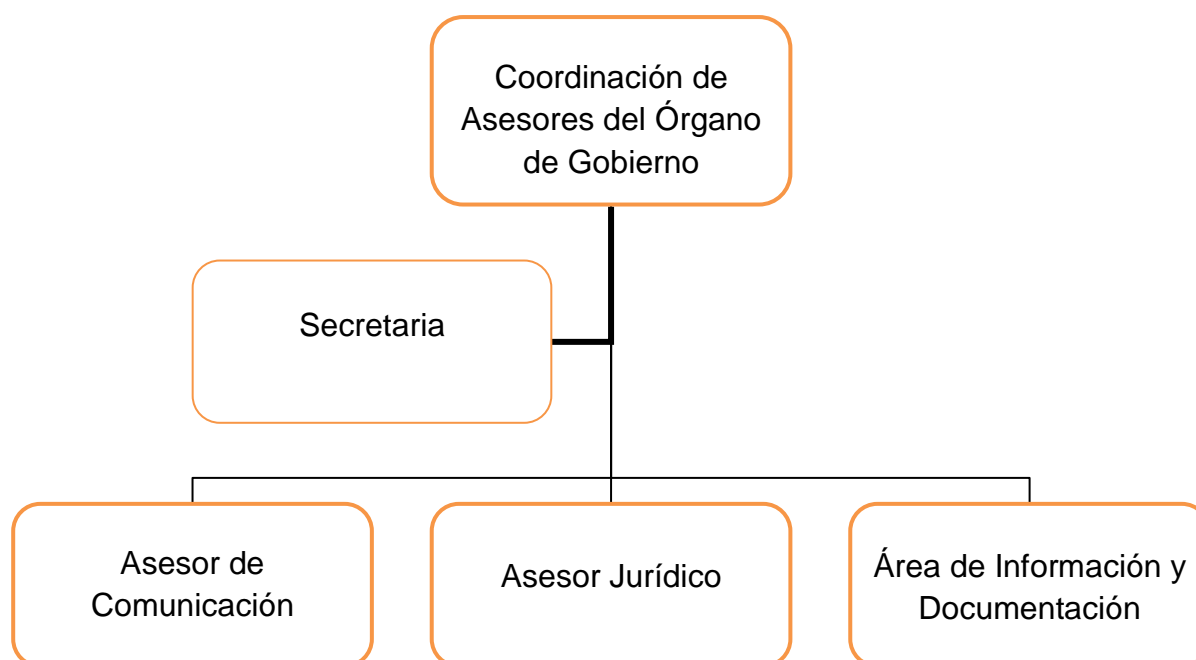 Coordinación de
Asesores del Órgano
de Gobierno
Secretaria
Asesor de
Comunicación
Asesor Jurídico
Área de Información y
Documentación